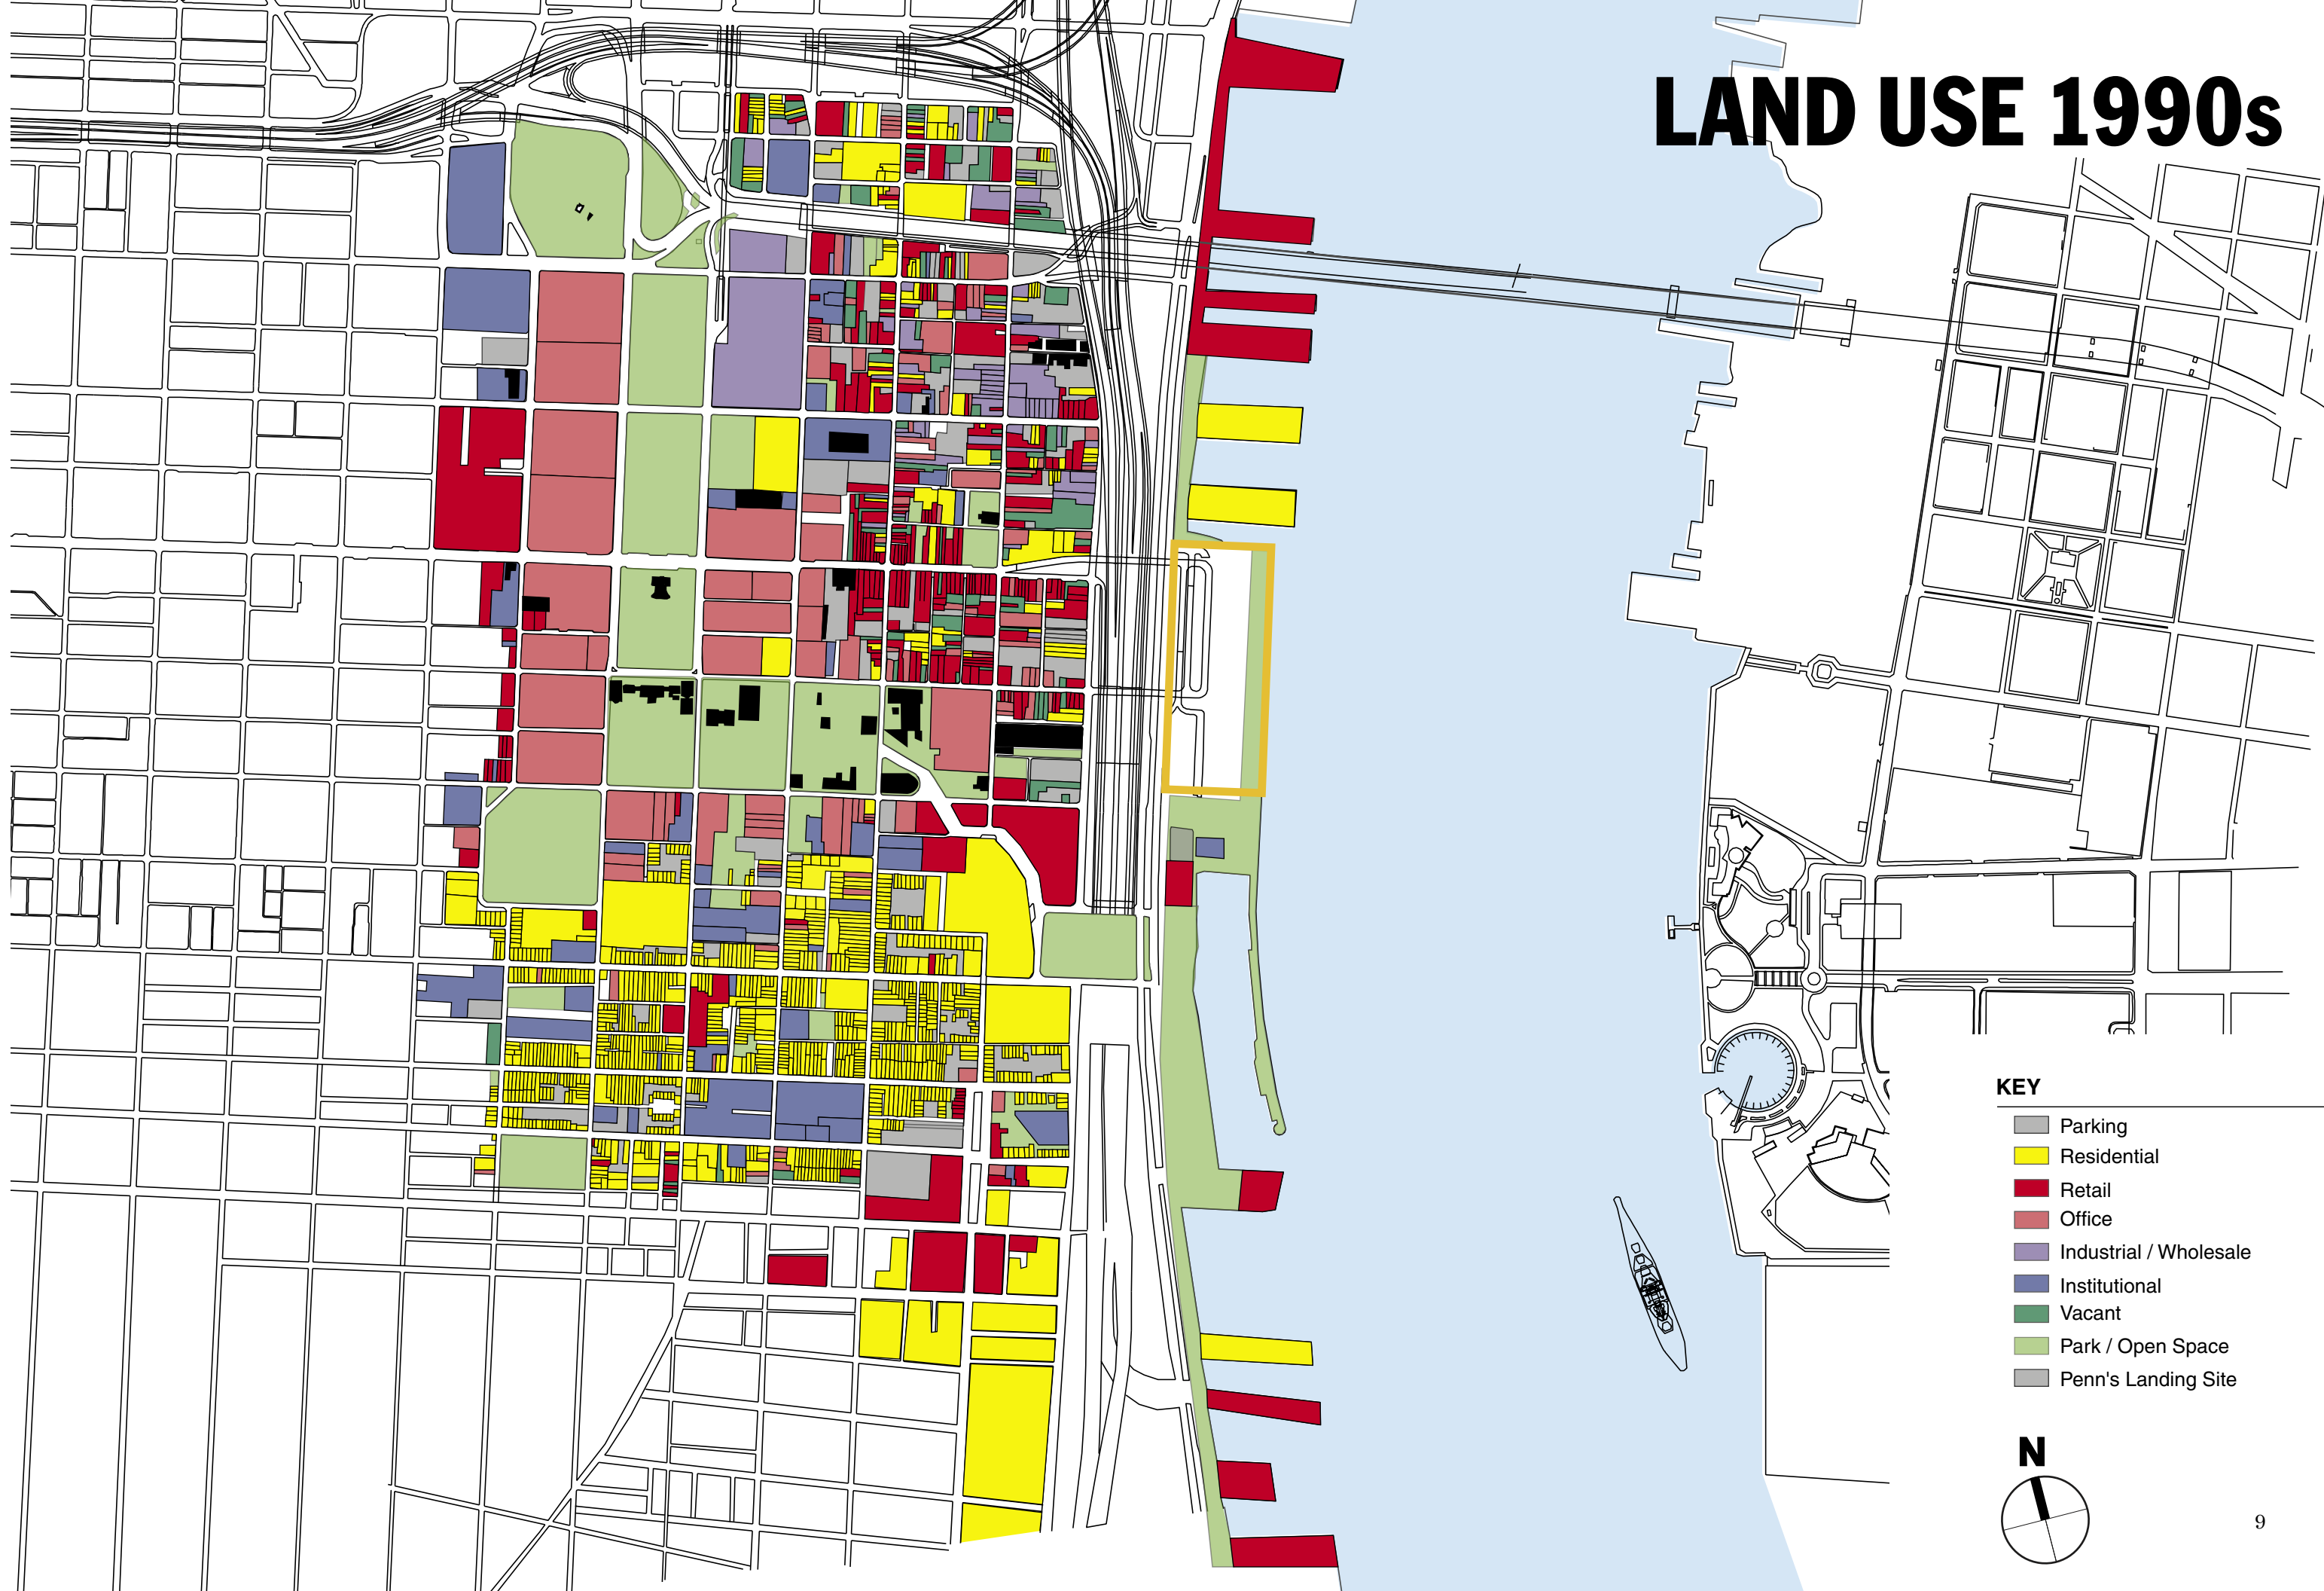 LAND USE 1990s
KEY
Parking
Residential
Retail
Office
Industrial / Wholesale
Institutional
Vacant
Park / Open Space
Penn's Landing Site
N
9